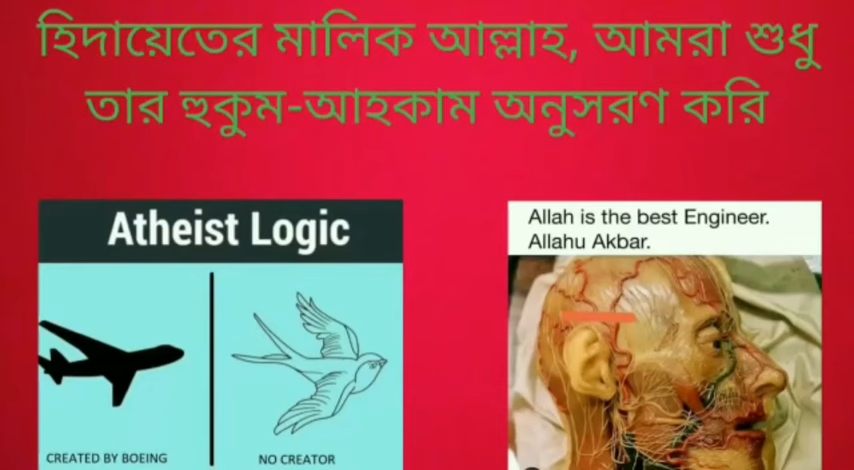 হিদায়েতের মালিক আল্লাহ, আমরা শুধু
তার হুকুম-আহকাম অনুসরণ করি
Atheist Logic
CREATED BY BOEING
NO CREATOR
Allah is the best Engineer.
Allahu Akbar.